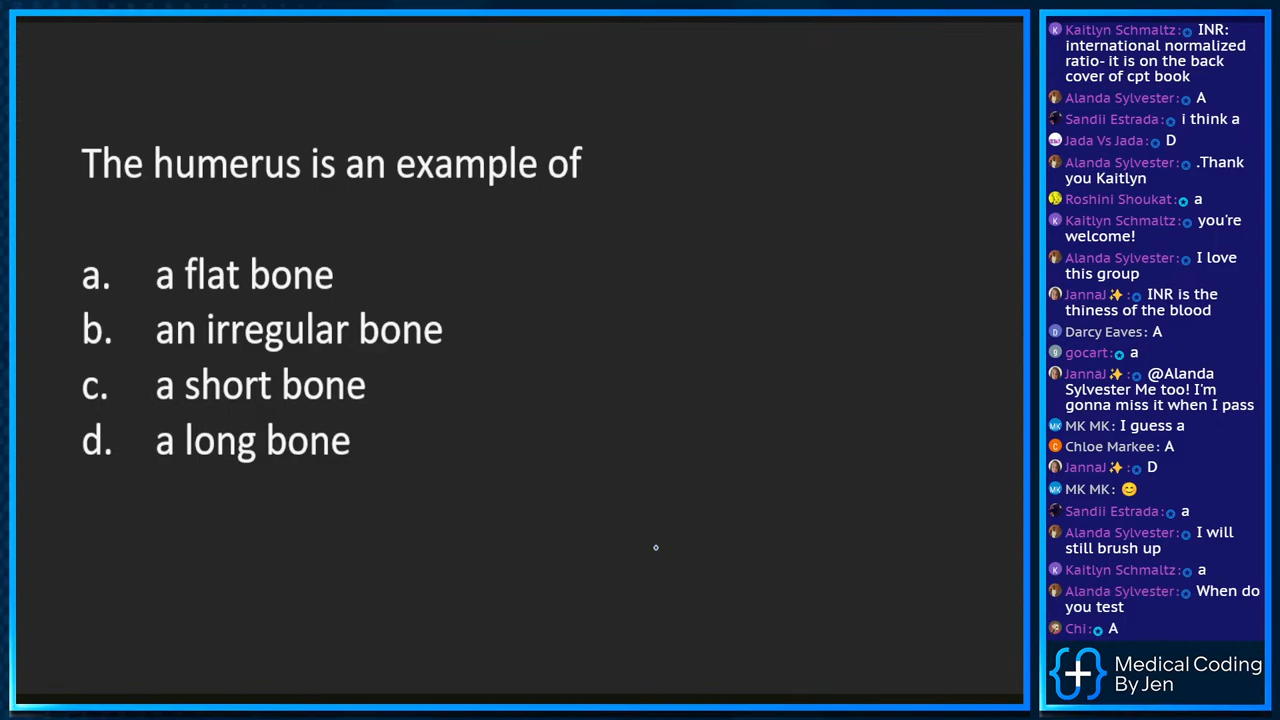 The humerus is an example of
a. a flat bone
b. an irregular bone
c. a short bone
d. a long bone
Kaitlyn Schmaltz: INR:
international normalized
ratio- it is on the back
cover of cpt book
Alanda Sylvester: A
Sandii Estrada: i think a
Jada Vs Jada: D
Alanda Sylvester: .Thank
you Kaitlyn
Roshini Shoukat: a
Kaitlyn Schmaltz: you're
welcome!
Alanda Sylvester: I love
this group
JannaJ✨: INR is the
thiness of the blood
Darcy Eaves: A
gocart: a
JannaJ✨: @Alanda
Sylvester Me too! I'm
gonna miss it when I pass
MK MK: I guess a
Chloe Markee: A
JannaJ✨: D
MK MK: 😊
Sandii Estrada: a
Alanda Sylvester: I will
still brush up
Kaitlyn Schmaltz: a
Alanda Sylvester: When do
you test
Chi: A
Medical Coding
By Jen